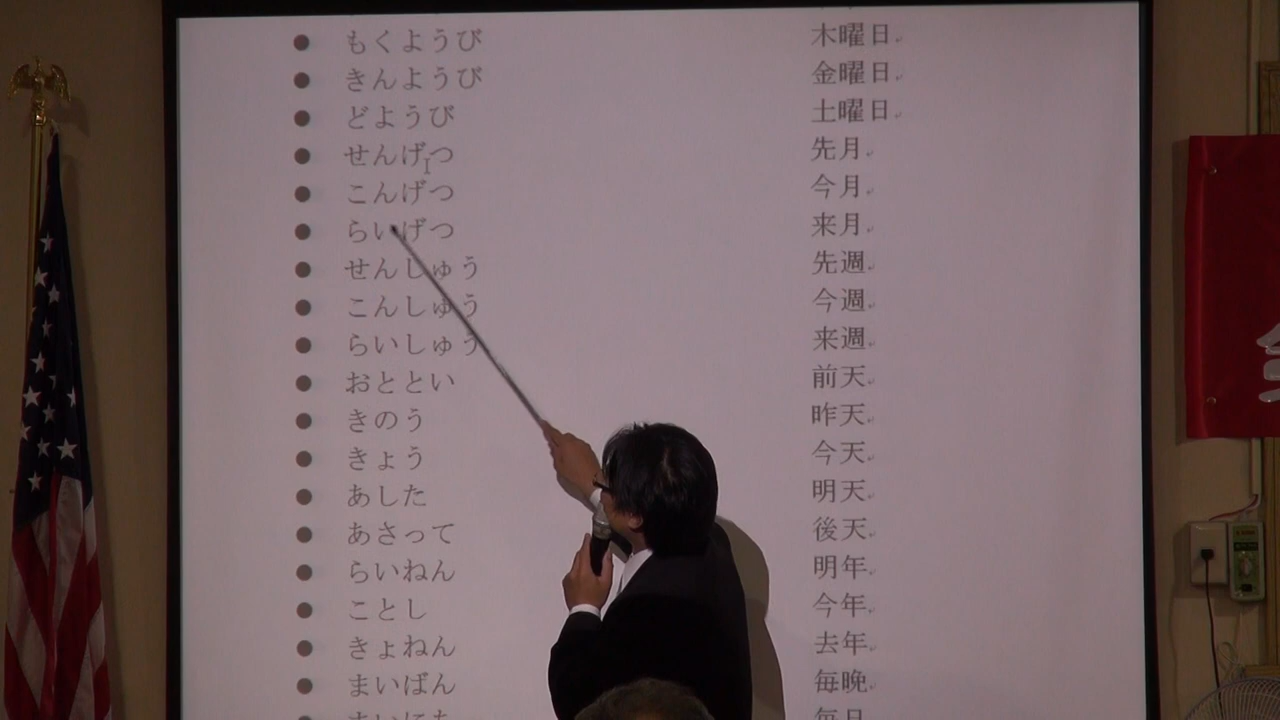 もくようび 木曜日
きんようび 金曜日
どようび 土曜日
せんげつ 先月
こんげつ 今月
らいげつ 来月
せんしゅう 先週
こんしゅう 今週
らいしゅう 来週
おととい 前天
きのう 昨天
きょう 今天
あした 明天
あさって 後天
らいねん 明年
ことし 今年
きょねん 去年
まいばん 毎晩